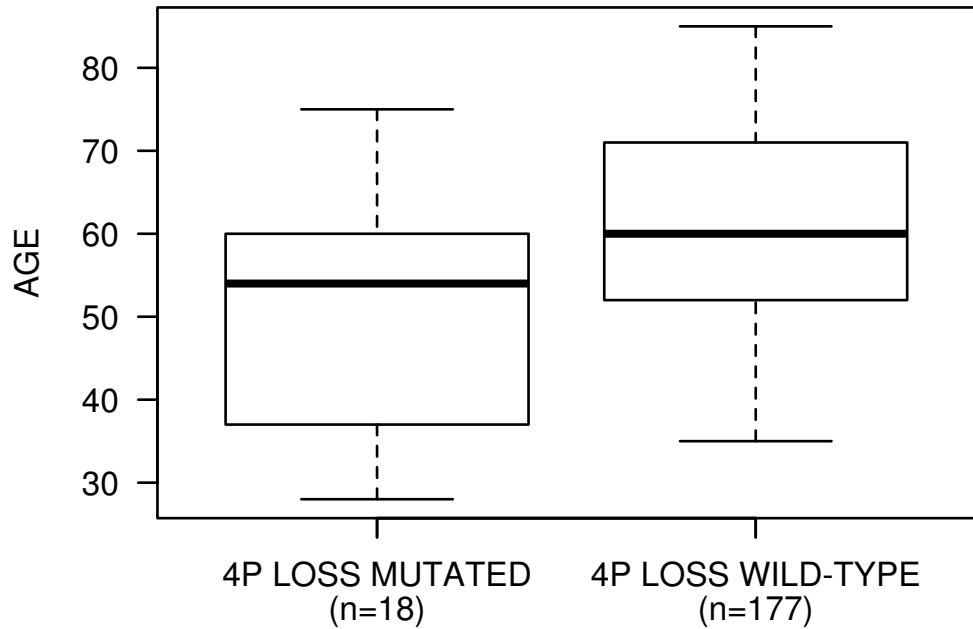 AGE
80
70
60
50
40
30
4P LOSS MUTATED
(n=18)
4P LOSS WILD-TYPE
(n=177)